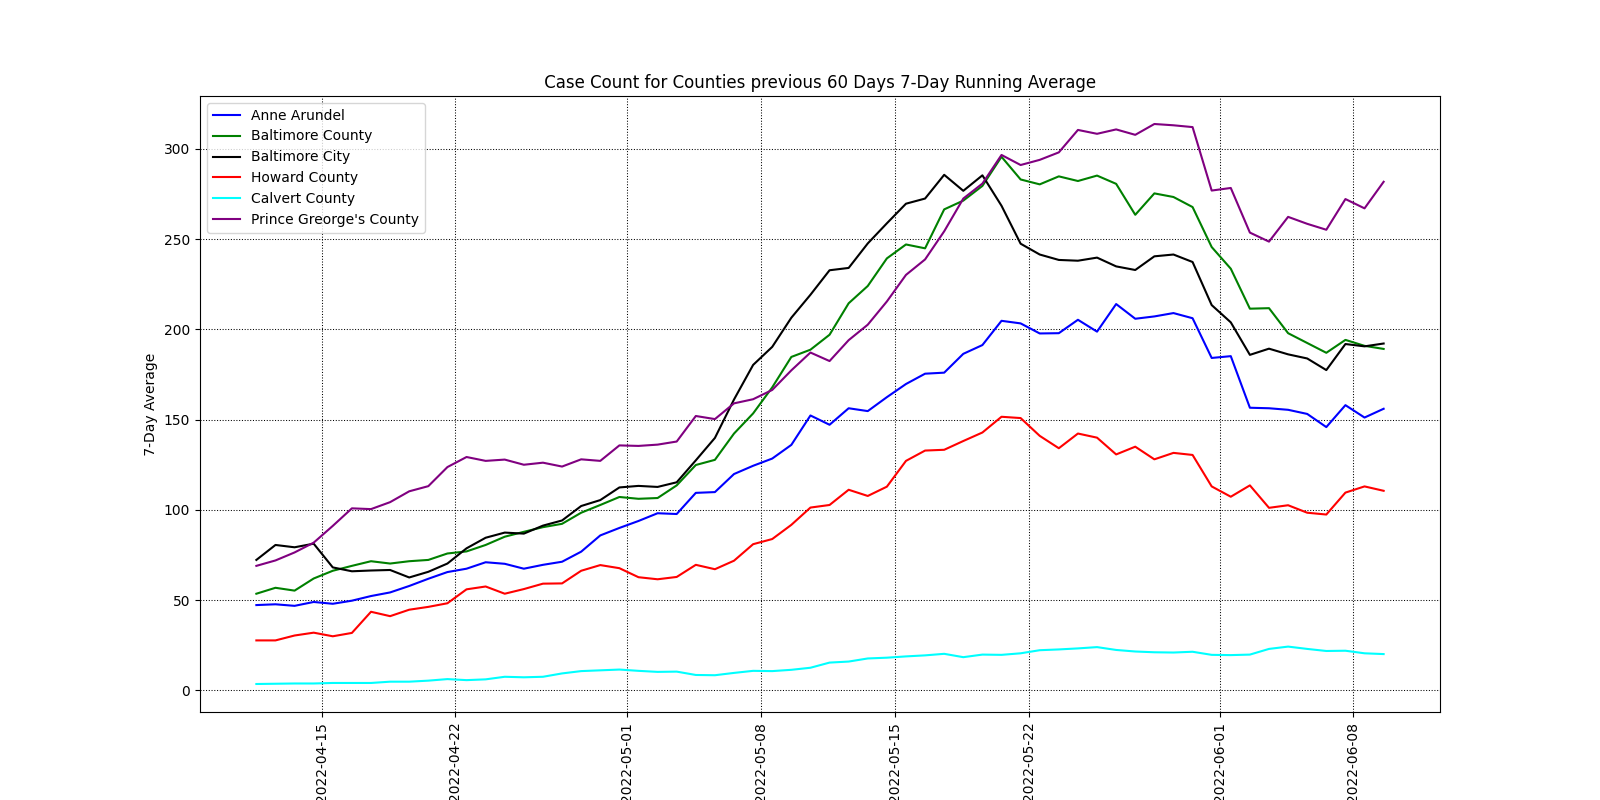 Case Count for Counties previous 60 Days 7-Day Running Average
Anne Arundel
Baltimore County
Baltimore City
Howard County
Calvert County
Prince Greorge's County
300
250
200
150
100
50
0
7-Day Average
2022-04-15
2022-04-22
2022-05-01
2022-05-08
2022-05-15
2022-05-22
2022-06-01
2022-06-08